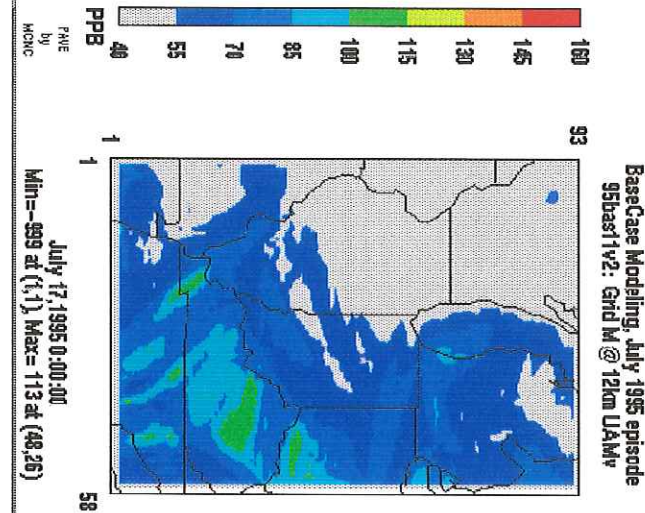 BaseCase Modeling, July 1995 episode
95bas11v2: Grid M @ 12km UAMv
160
145
130
115
100
85
70
55
40
PPB
93
1
1
58
PAVE
by
MCNC
July 17,1995 0:00:00
Min=-899 at (1,1), Max= 113 at (48,26)